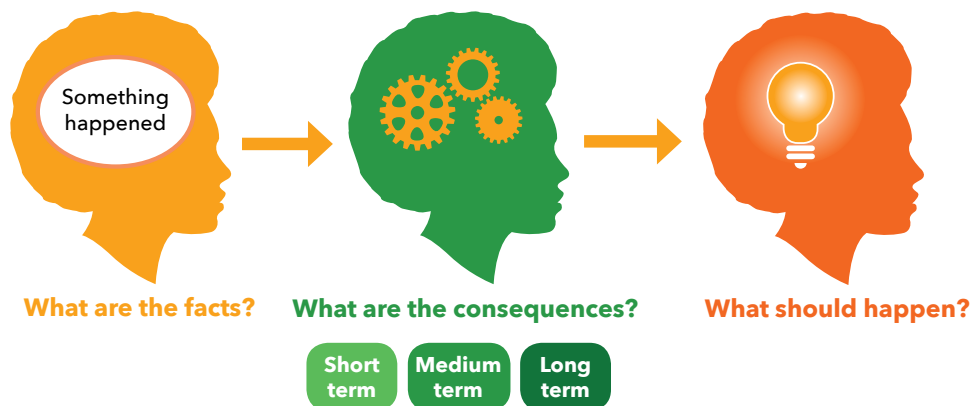 Something
happened
What are the facts?
What are the consequences?
What should happen?
Short
term
Medium
term
Long
term